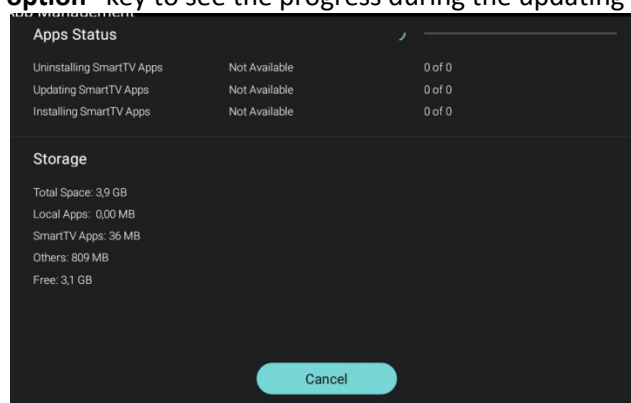 option" key to see the progress during the updating
App Management
Apps Status
Uninstalling SmartTV Apps Not Available 0 of 0
Updating SmartTV Apps Not Available 0 of 0
Installing SmartTV Apps Not Available 0 of 0
Storage
Total Space: 3,9 GB
Local Apps: 0,00 MB
SmartTV Apps: 36 MB
Others: 809 MB
Free: 3,1 GB
Cancel